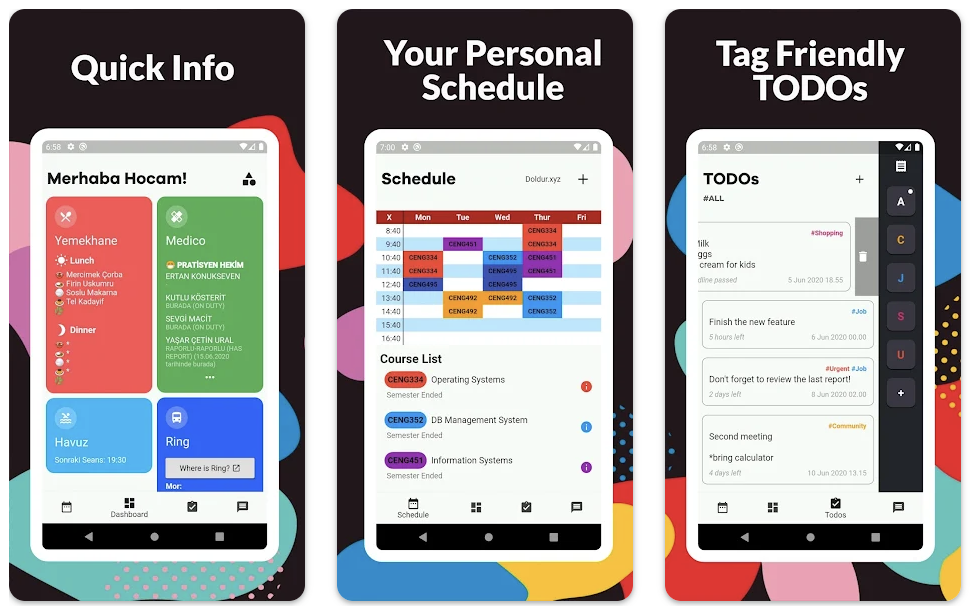 Quick Info
6:58
Merhaba Hocam!
Yemekhane
Lunch
Mercimek Çorba
Fırın Uskumru
Soslu Makarna
Tel Kadayıf
Dinner
*
*
*
*
Medico
PRATİSYEN HEKİM
ERTAN KONUKSEVEN
-
KUTLU KÖSTERİT
BURADA (ON DUTY)
SEVGİ MACİT
BURADA (ON DUTY)
YAŞAR ÇETİN URAL
RAPORLU-RAPORLU (HAS
REPORT) (15.06.2020
tarihinde burada)
Havuz
Sonraki Seans: 19:30
Ring
Where is Ring?
Mor:
Dashboard
Your Personal
Schedule
7:00
Schedule
Doldur.xyz
+
X Mon Tue Wed Thur Fri
8:40 CENG334
9:40 CENG451 CENG334
10:40 CENG334 CENG352 CENG451
11:40 CENG334 CENG495 CENG451
12:40 CENG495 CENG495
13:40 CENG492 CENG492 CENG352
14:40 CENG492 CENG352
15:40
16:40
Course List
CENG334 Operating Systems
Semester Ended
CENG352 DB Management System
Semester Ended
CENG451 Information Systems
Semester Ended
Schedule
Tag Friendly
TODOs
6:58
TODOs
+
#ALL
#Shopping
ggs
cream for kids
dline passed 5 Jun 2020 18.55
#Job
Finish the new feature
5 hours left 6 Jun 2020 00.00
#Urgent #Job
Don't forget to review the last report!
2 days left 8 Jun 2020 02.00
#Community
Second meeting
*bring calculator
4 days left 10 Jun 2020 13.15
A
C
J
S
U
+
Todos